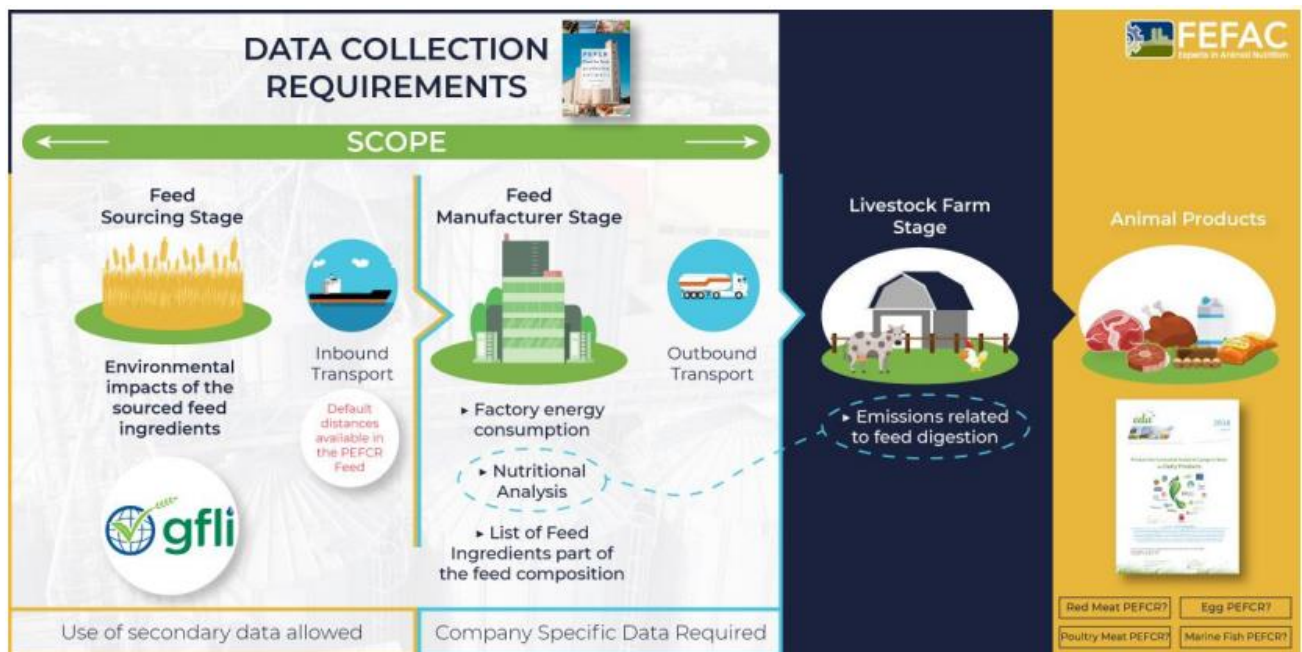 DATA COLLECTION
REQUIREMENTS
PEFCR
FEFAC
Experts in Animal Nutrition
SCOPE
Feed
Sourcing Stage
Inbound
Transport
Default
distances
available in
the PEFCR
Feed
Environmental
impacts of the
sourced feed
ingredients
gfli
Use of secondary data allowed
Feed
Manufacturer Stage
Outbound
Transport
▸ Factory energy
consumption
▸ Nutritional
Analysis
▸ List of Feed
Ingredients part of
the feed composition
Company Specific Data Required
Livestock Farm
Stage
▸ Emissions related
to feed digestion
Animal Products
eda
2018
Red Meat PEFCR?
Egg PEFCR?
Poultry Meat PEFCR?
Marine Fish PEFCR?